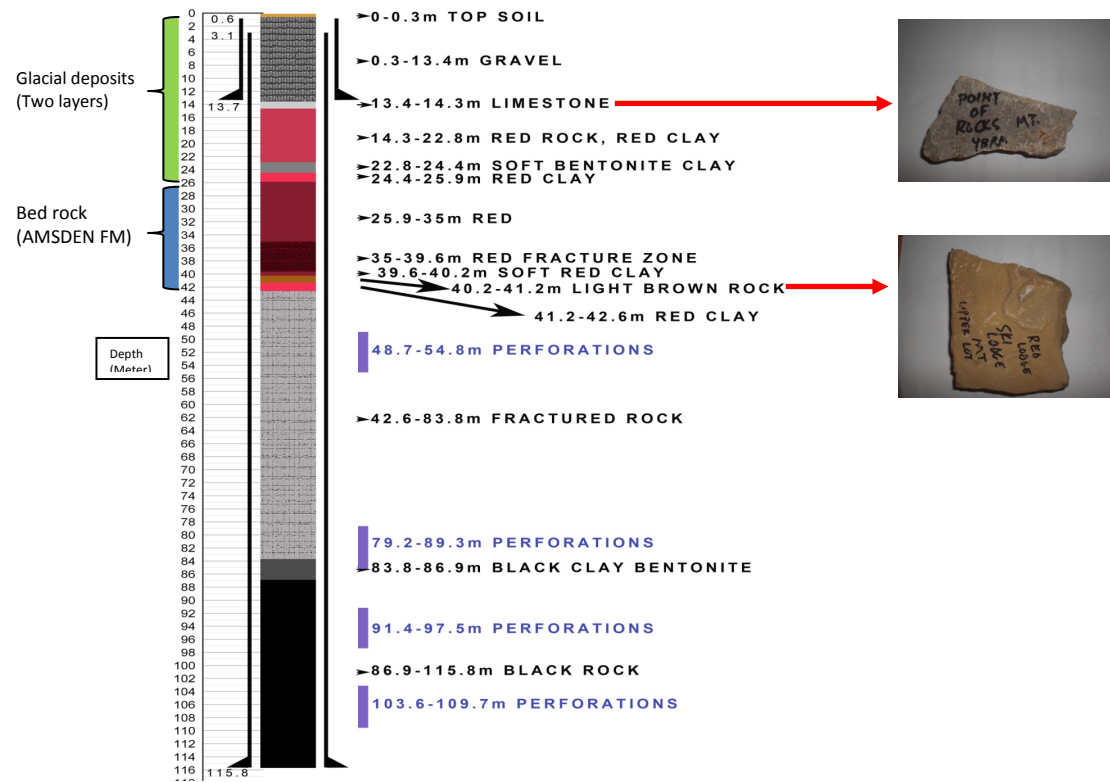 Glacial deposits
(Two layers)
Bed rock
(AMSDEN FM)
Depth
(Meter)
0
2
4
6
8
10
12
14
16
18
20
22
24
26
28
30
32
34
36
38
40
42
44
46
48
50
52
54
56
58
60
62
64
66
68
70
72
74
76
78
80
82
84
86
88
90
92
94
96
98
100
102
104
106
108
110
112
114
116
118
0.6
3.1
13.7
115.8
0-0.3m TOP SOIL
0.3-13.4m GRAVEL
13.4-14.3m LIMESTONE
14.3-22.8m RED ROCK, RED CLAY
22.8-24.4m SOFT BENTONITE CLAY
24.4-25.9m RED CLAY
25.9-35m RED
35-39.6m RED FRACTURE ZONE
39.6-40.2m SOFT RED CLAY
40.2-41.2m LIGHT BROWN ROCK
41.2-42.6m RED CLAY
48.7-54.8m PERFORATIONS
42.6-83.8m FRACTURED ROCK
79.2-89.3m PERFORATIONS
83.8-86.9m BLACK CLAY BENTONITE
91.4-97.5m PERFORATIONS
86.9-115.8m BLACK ROCK
103.6-109.7m PERFORATIONS
POINT
OF
ROCKS MT.
YBRA
RED
LODGE
SKI
LODGE
MT
UPPER LOT